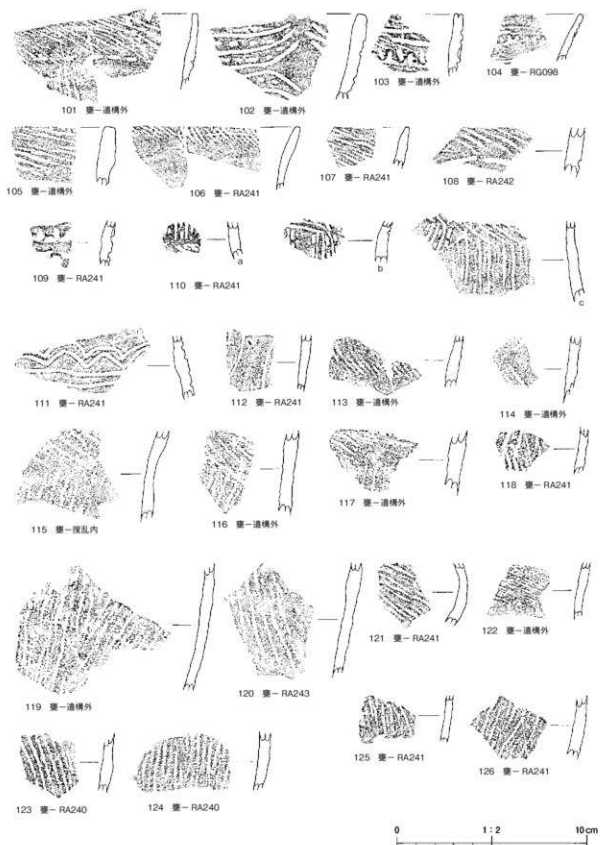 101 甕－遺構外
102 甕－遺構外
103 甕－遺構外
104 甕－RG098
105 甕－遺構外
106 甕－RA241
107 甕－RA241
108 甕－RA242
109 甕－RA241
110 甕－RA241
a
b
c
111 甕－RA241
112 甕－RA241
113 甕－遺構外
114 甕－遺構外
115 甕－撹乱内
116 甕－遺構外
117 甕－遺構外
118 甕－RA241
119 甕－遺構外
120 甕－RA243
121 甕－RA241
122 甕－遺構外
123 甕－RA240
124 甕－RA240
125 甕－RA241
126 甕－RA241
0 1：2 10cm